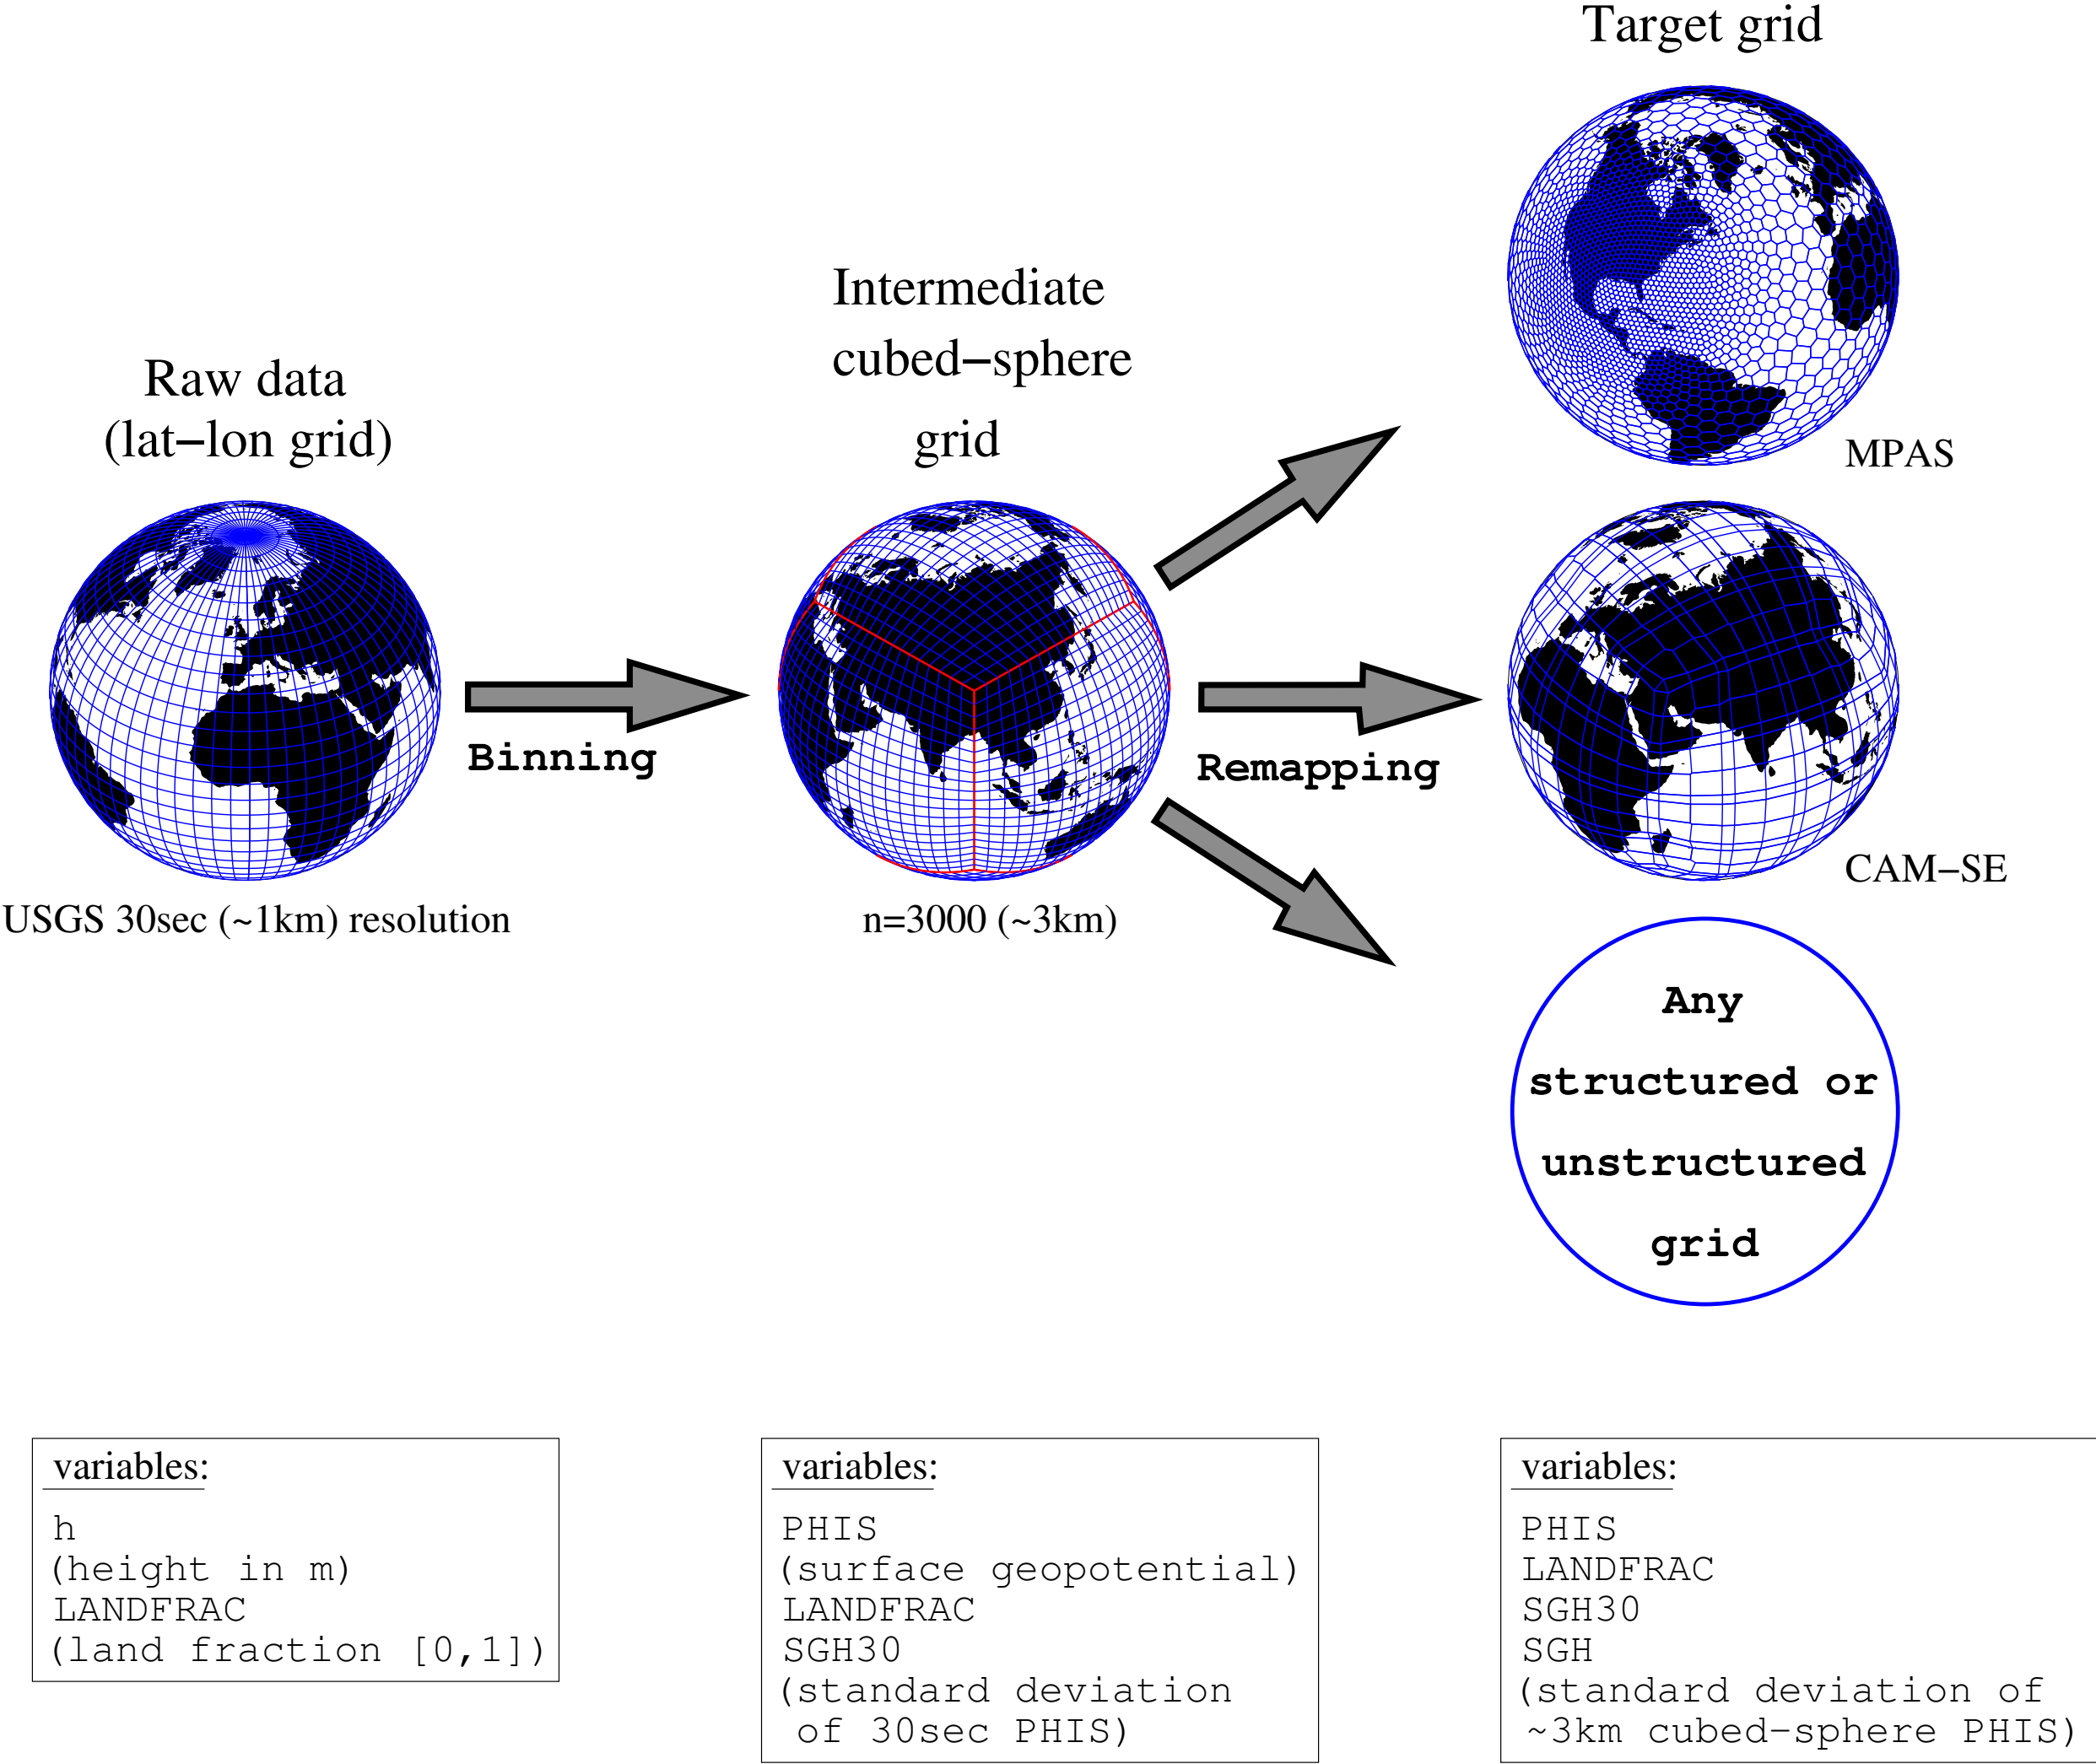 Target grid
MPAS
Intermediate
cubed−sphere
grid
Raw data
(lat−lon grid)
Binning
Remapping
CAM−SE
USGS 30sec (~1km) resolution
n=3000 (~3km)
Any
structured or
unstructured
grid
variables:
h
(height in m)
LANDFRAC
(land fraction [0,1])
variables:
PHIS
(surface geopotential)
LANDFRAC
SGH30
(standard deviation
of 30sec PHIS)
variables:
PHIS
LANDFRAC
SGH30
SGH
(standard deviation of
~3km cubed−sphere PHIS)